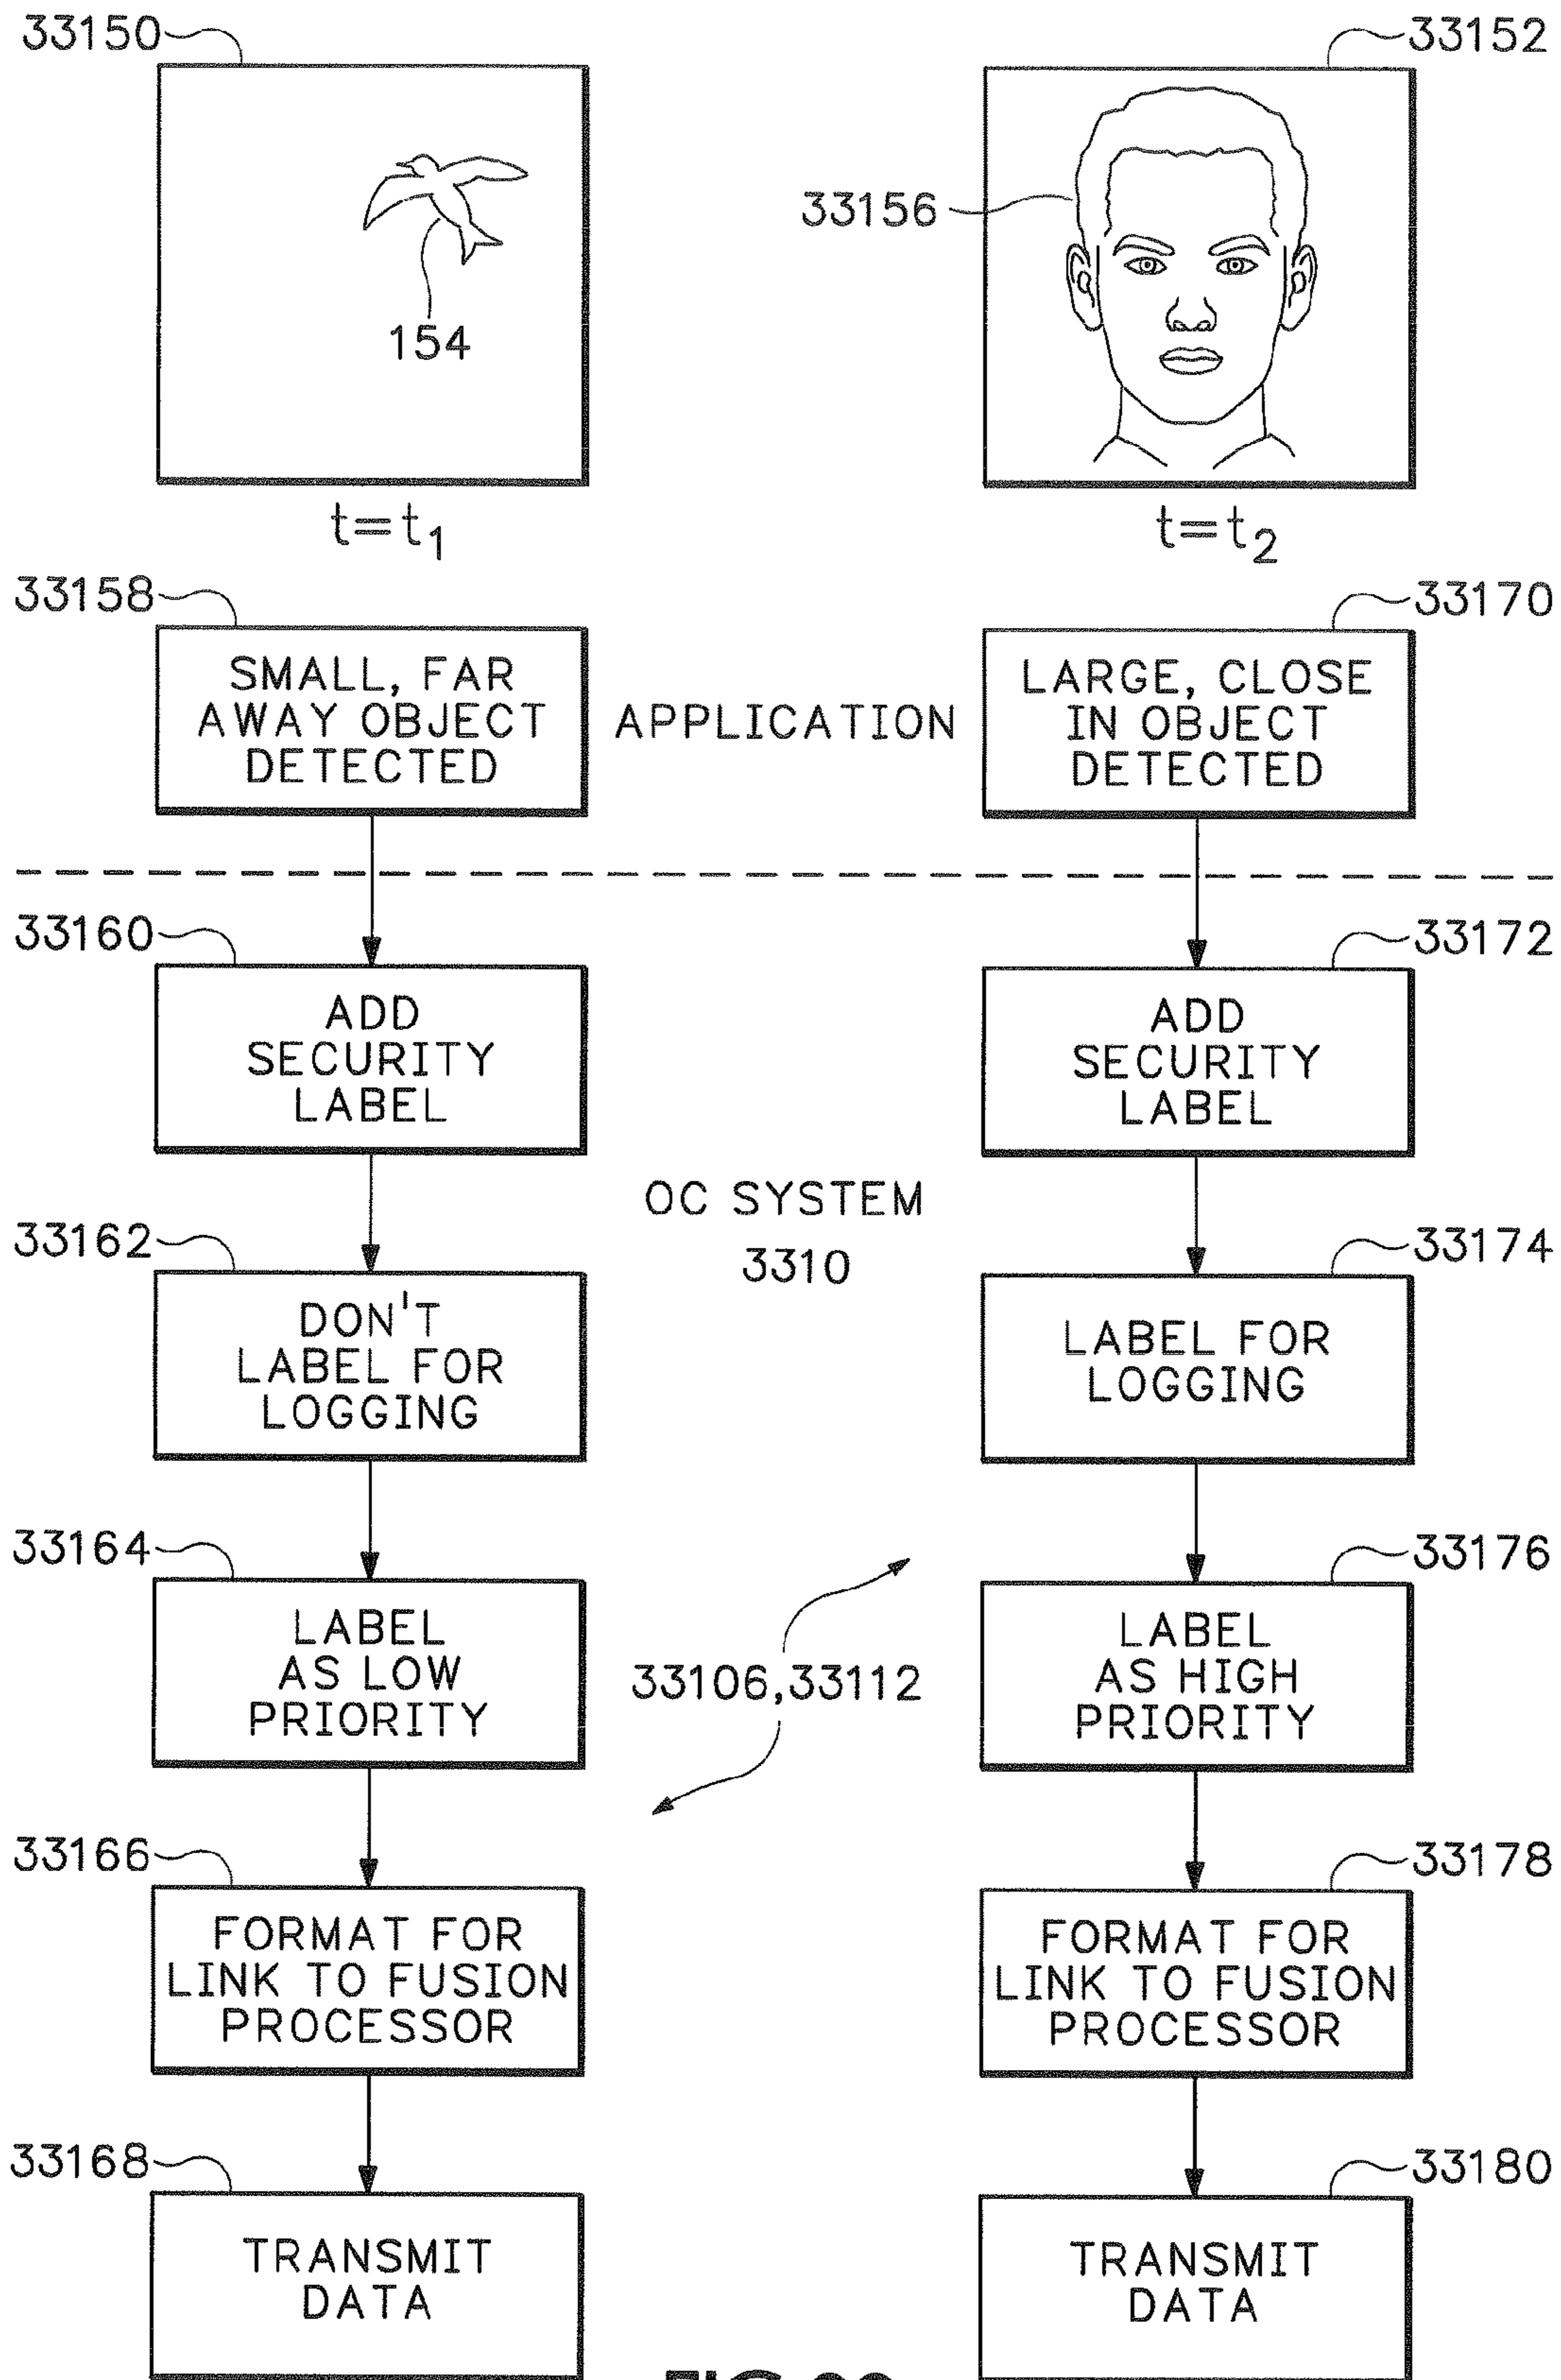 33150
33152
33156
154
t=t1
t=t2
33158
33170
SMALL, FAR
AWAY OBJECT
DETECTED
APPLICATION
LARGE, CLOSE
IN OBJECT
DETECTED
33160
33172
ADD
SECURITY
LABEL
ADD
SECURITY
LABEL
OC SYSTEM
3310
33162
33174
DON'T
LABEL FOR
LOGGING
LABEL FOR
LOGGING
33164
33176
LABEL
AS LOW
PRIORITY
33106,33112
LABEL
AS HIGH
PRIORITY
33166
33178
FORMAT FOR
LINK TO FUSION
PROCESSOR
FORMAT FOR
LINK TO FUSION
PROCESSOR
33168
33180
TRANSMIT
DATA
TRANSMIT
DATA